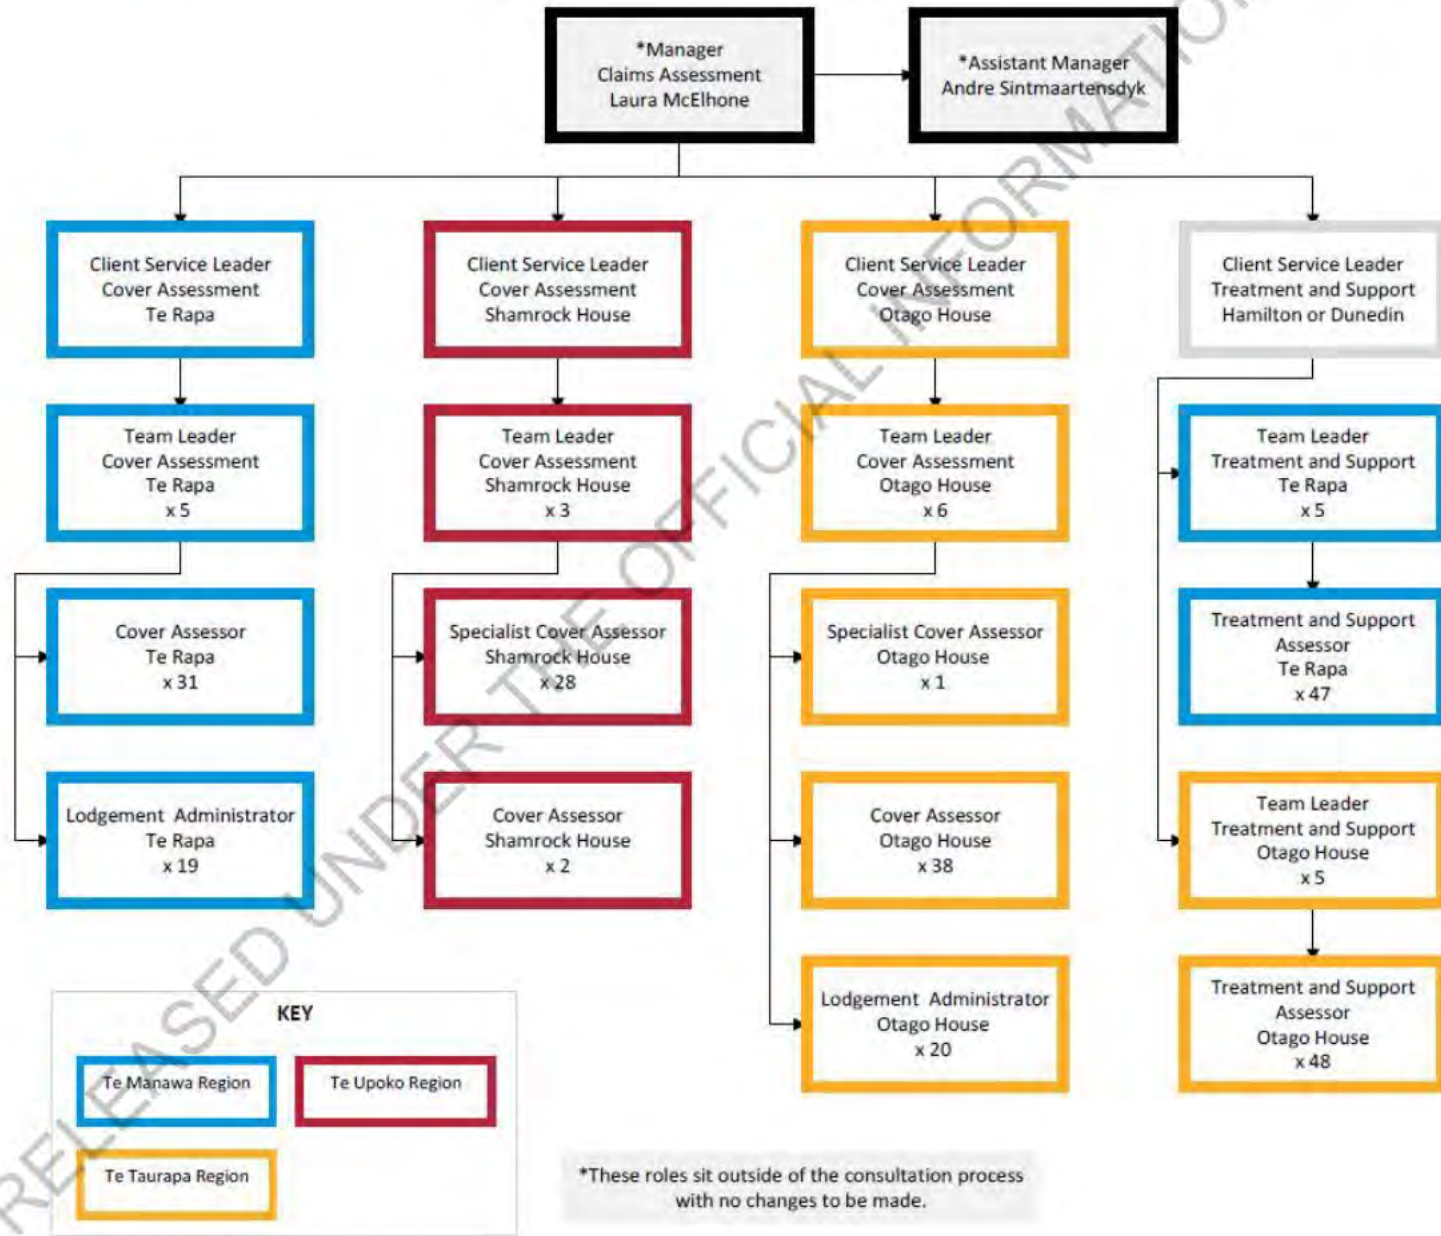 *Manager
Claims Assessment
Laura McElhone
*Assistant Manager
Andre Sintmaartensdyk
Client Service Leader
Cover Assessment
Te Rapa
Client Service Leader
Cover Assessment
Shamrock House
Client Service Leader
Cover Assessment
Otago House
Client Service Leader
Treatment and Support
Hamilton or Dunedin
Team Leader
Cover Assessment
Te Rapa
x 5
Team Leader
Cover Assessment
Shamrock House
x 3
Team Leader
Cover Assessment
Otago House
x 6
Team Leader
Treatment and Support
Te Rapa
x 5
Cover Assessor
Te Rapa
x 31
Specialist Cover Assessor
Shamrock House
x 28
Specialist Cover Assessor
Otago House
x 1
Treatment and Support
Assessor
Te Rapa
x 47
Lodgement Administrator
Te Rapa
x 19
Cover Assessor
Shamrock House
x 2
Cover Assessor
Otago House
x 38
Team Leader
Treatment and Support
Otago House
x 5
Lodgement Administrator
Otago House
x 20
Treatment and Support
Assessor
Otago House
x 48
KEY
Te Manawa Region
Te Upoko Region
Te Taurapa Region
*These roles sit outside of the consultation process
with no changes to be made.
RELEASED UNDER THE OFFICIAL INFORMATION